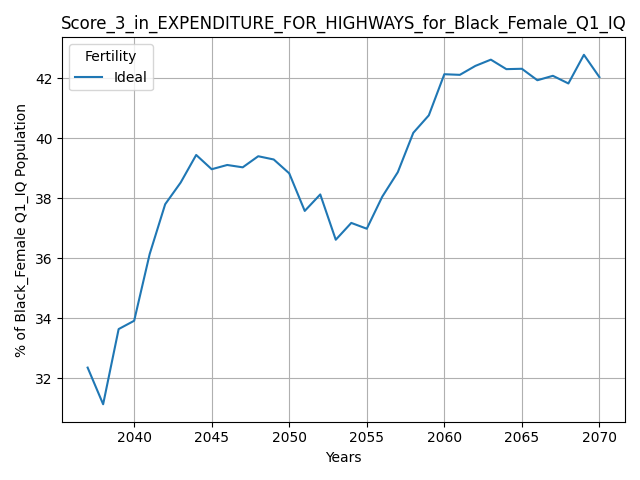 Score_3_in_EXPENDITURE_FOR_HIGHWAYS_for_Black_Female_Q1_IQ
Fertility
Ideal
% of Black_Female Q1_IQ Population
42
40
38
36
34
32
2040 2045 2050 2055 2060 2065 2070
Years